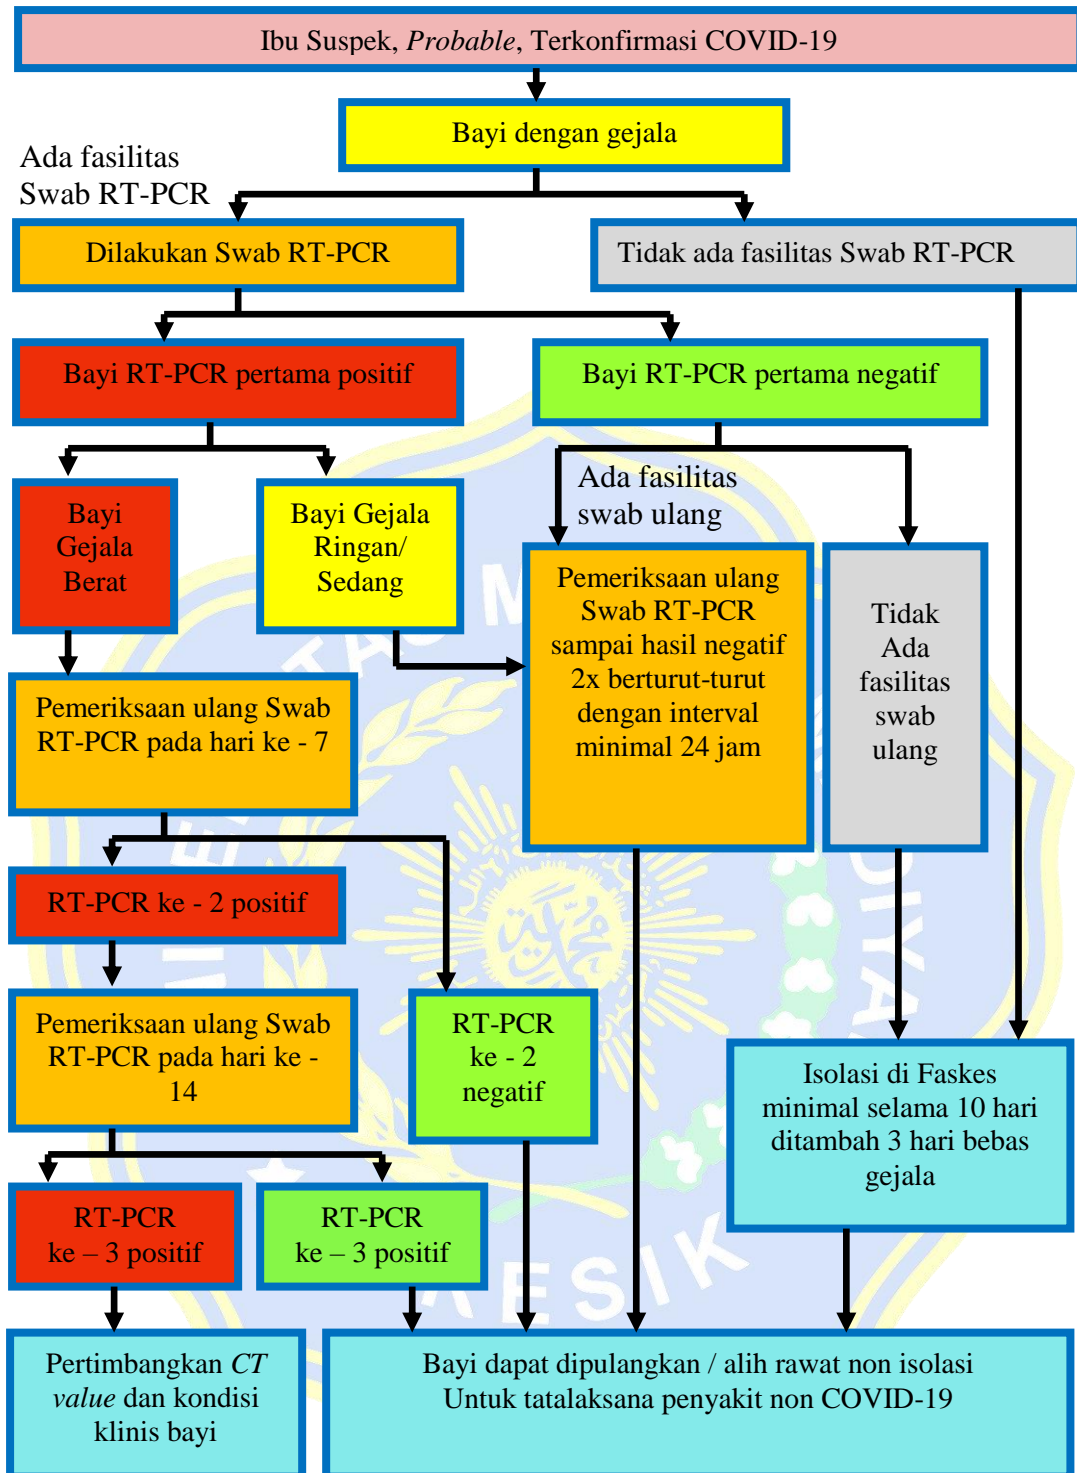 Ibu Suspek, Probable, Terkonfirmasi COVID-19
Bayi dengan gejala
Ada fasilitas
Swab RT-PCR
Dilakukan Swab RT-PCR
Tidak ada fasilitas Swab RT-PCR
Bayi RT-PCR pertama positif
Bayi RT-PCR pertama negatif
Bayi
Gejala
Berat
Bayi Gejala
Ringan/
Sedang
Ada fasilitas
swab ulang
Pemeriksaan ulang
Swab RT-PCR
sampai hasil negatif
2x berturut-turut
dengan interval
minimal 24 jam
Tidak
Ada
fasilitas
swab
ulang
Pemeriksaan ulang Swab
RT-PCR pada hari ke - 7
RT-PCR ke - 2 positif
Pemeriksaan ulang Swab
RT-PCR pada hari ke -
14
RT-PCR
ke - 2
negatif
Isolasi di Faskes
minimal selama 10 hari
ditambah 3 hari bebas
gejala
RT-PCR
ke – 3 positif
RT-PCR
ke – 3 positif
Pertimbangkan CT
value dan kondisi
klinis bayi
Bayi dapat dipulangkan / alih rawat non isolasi
Untuk tatalaksana penyakit non COVID-19